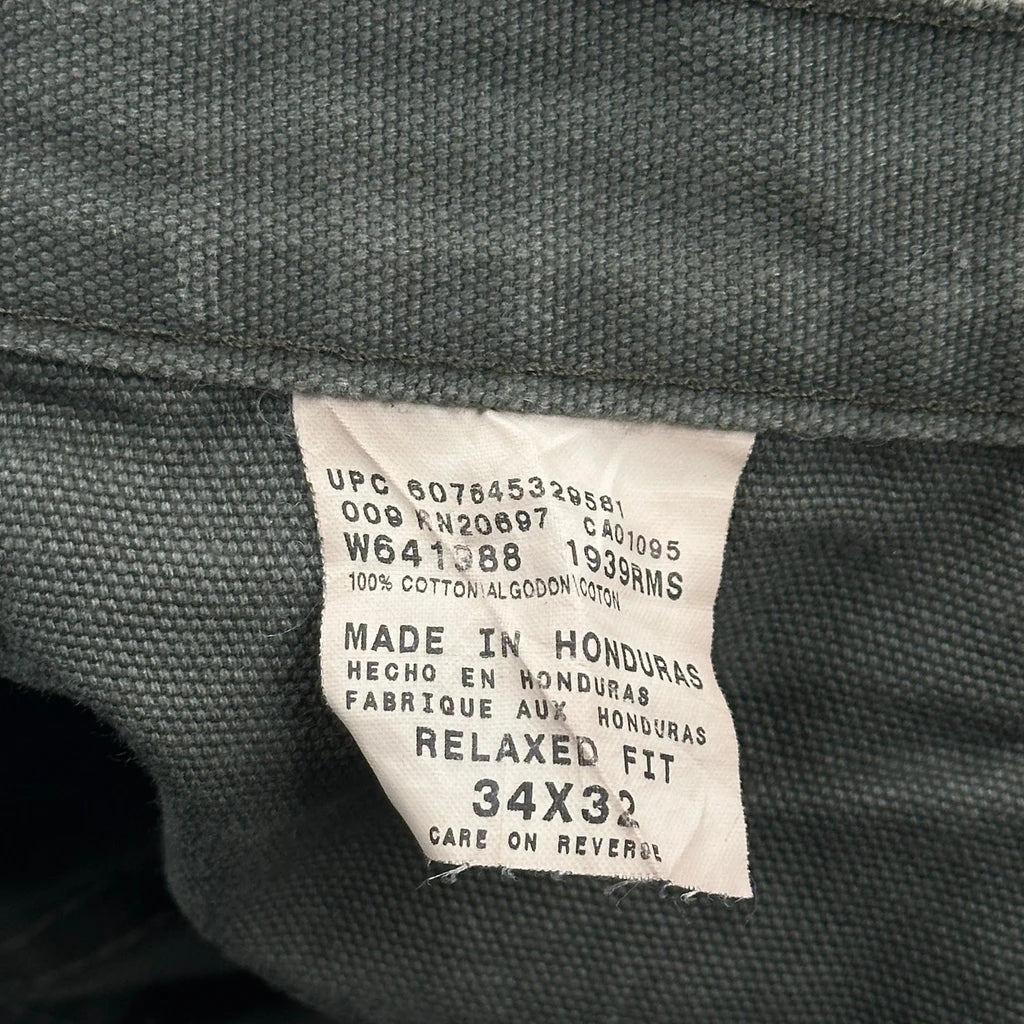 UPC 607645329581
009 RN20697 CA01095
W641988 1939RMS
100% COTTON\ALGODON\COTON
MADE IN HONDURAS
HECHO EN HONDURAS
FABRIQUE AUX HONDURAS
RELAXED FIT
34X32
CARE ON REVERSE